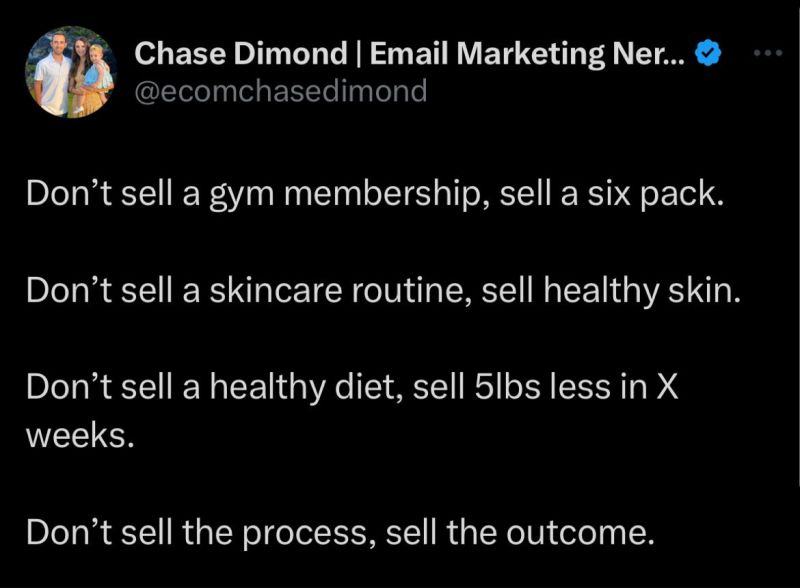 Chase Dimond | Email Marketing Ner...
@ecomchasedimond
Don’t sell a gym membership, sell a six pack.
Don’t sell a skincare routine, sell healthy skin.
Don’t sell a healthy diet, sell 5lbs less in X
weeks.
Don’t sell the process, sell the outcome.